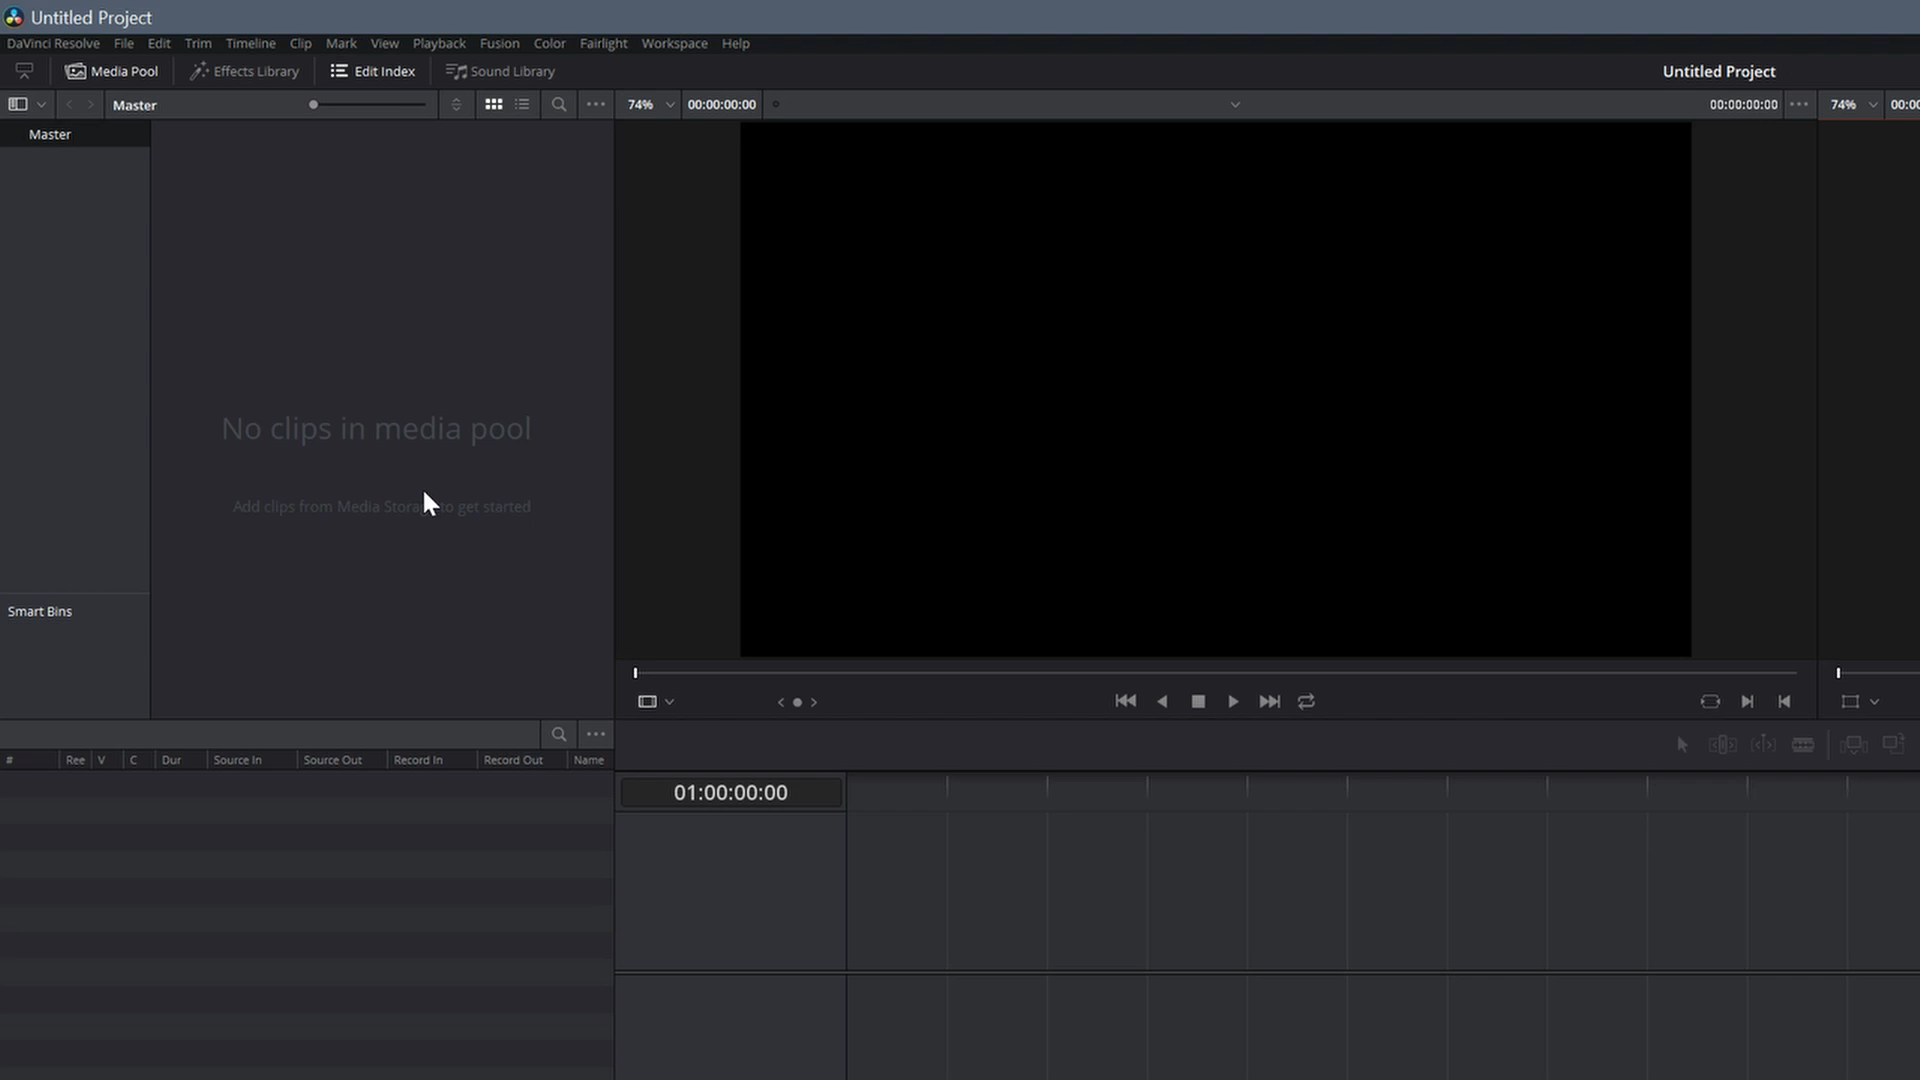 Untitled Project
DaVinci Resolve File Edit Trim Timeline Clip Mark View Playback Fusion Color Fairlight Workspace Help
Media Pool Effects Library Edit Index Sound Library Untitled Project
Master 74% 00:00:00:00 00:00:00:00 74%
Master
No clips in media pool
Add clips from Media to get started
Smart Bins
# Ree V C Dur Source In Source Out Record In Record Out Name
01:00:00:00